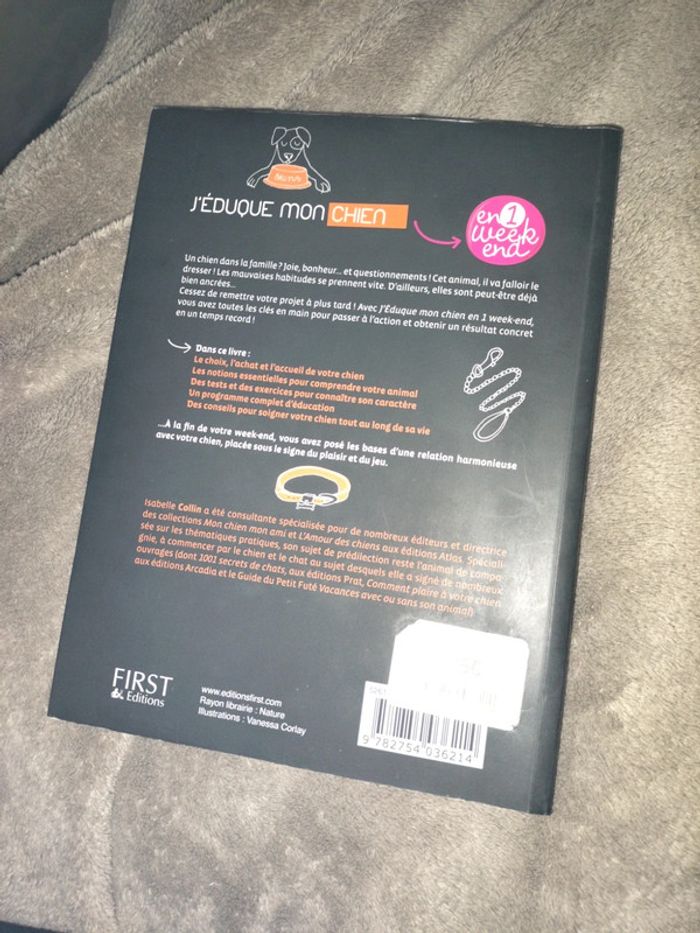 BRUTUS
J'ÉDUQUE MON CHIEN
en 1
week
end
Un chien dans la famille ? Joie, bonheur... et questionnements ! Cet animal, il va falloir le
dresser ! Les mauvaises habitudes se prennent vite. D'ailleurs, elles sont peut-être déjà
bien ancrées...
Cessez de remettre votre projet à plus tard ! Avec J'Éduque mon chien en 1 week-end,
vous avez toutes les clés en main pour passer à l'action et obtenir un résultat concret
en un temps record !
Dans ce livre :
Le choix, l'achat et l'accueil de votre chien
Les notions essentielles pour comprendre votre animal
Des tests et des exercices pour connaître son caractère
Un programme complet d'éducation
Des conseils pour soigner votre chien tout au long de sa vie
...À la fin de votre week-end, vous avez posé les bases d'une relation harmonieuse
avec votre chien, placée sous le signe du plaisir et du jeu.
Isabelle Collin a été consultante spécialisée pour de nombreux éditeurs et directrice
des collections Mon chien mon ami et L'Amour des chiens aux éditions Atlas. Spéciali-
sée sur les thématiques pratiques, son sujet de prédilection reste l'animal de compa-
gnie, à commencer par le chien et le chat au sujet desquels elle a signé de nombreux
ouvrages (dont 1001 secrets de chats, aux éditions Prat, Comment plaire à votre chien
aux éditions Arcadia et le Guide du Petit Futé Vacances avec ou sans son animal)
FIRST
& Editions
www.editionsfirst.com
Rayon librairie : Nature
Illustrations : Vanessa Corlay
9 782754 036214